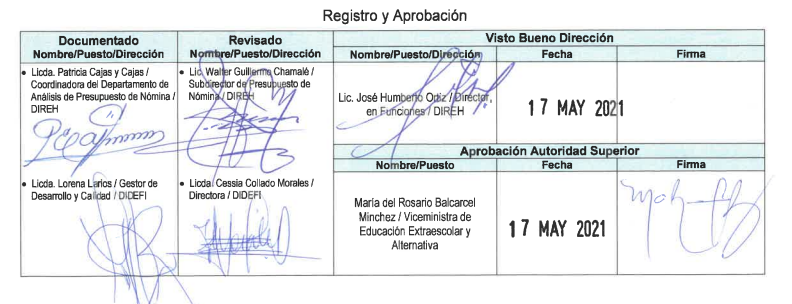 Registro y Aprobación
Documentado
Nombre/Puesto/Dirección
Revisado
Nombre/Puesto/Dirección
Visto Bueno Dirección
Nombre/Puesto/Dirección
Fecha
Firma
• Licda. Patricia Cajas y Cajas /
Coordinadora del Departamento de
Análisis de Presupuesto de Nómina /
DIREH
• Lic. Walter Guillermo Chamalé /
Subdirector de Presupuesto de
Nómina / DIREH
Lic. José Humberto Ortiz / Director,
en Funciones / DIREH
17 MAY 2021
Aprobación Autoridad Superior
Nombre/Puesto
Fecha
Firma
• Licda. Lorena Larios / Gestor de
Desarrollo y Calidad / DIDEFI
• Licda. Cessia Collado Morales /
Directora / DIDEFI
María del Rosario Balcarcel
Minchez / Viceministra de
Educación Extraescolar y
Alternativa
17 MAY 2021